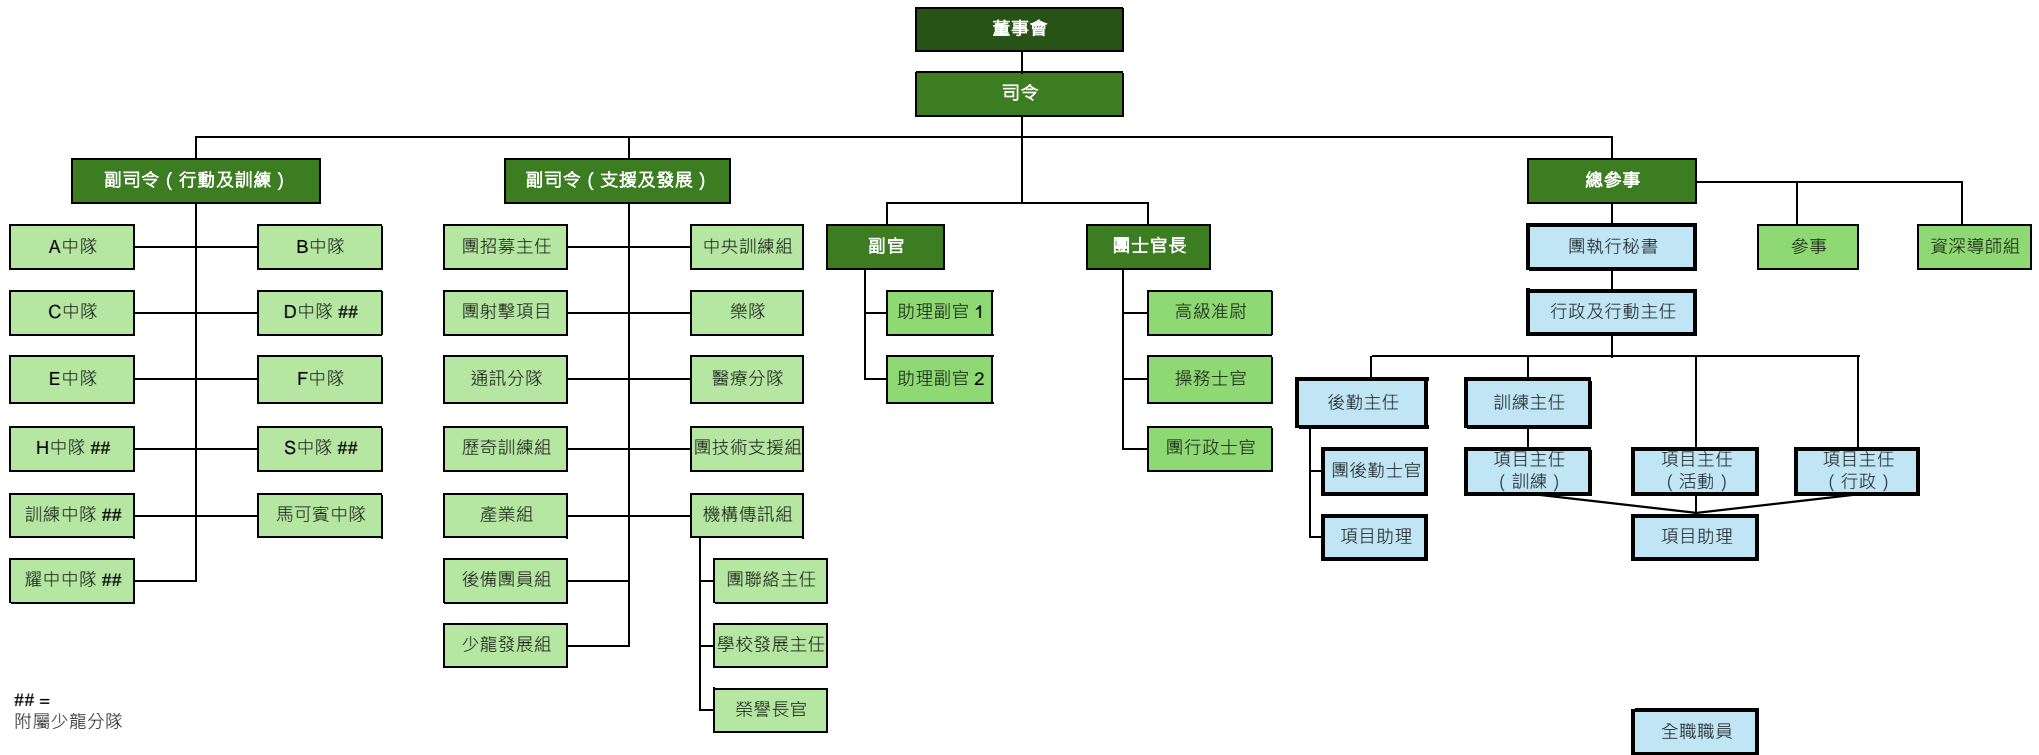 董事會
司令
副司令（行動及訓練）
副司令（支援及發展）
總參事
A中隊
B中隊
團招募主任
中央訓練組
副官
團士官長
團執行秘書
參事
資深導師組
C中隊
D中隊 ##
團射擊項目
樂隊
助理副官 1
高級准尉
行政及行動主任
E中隊
F中隊
通訊分隊
醫療分隊
助理副官 2
操務士官
後勤主任
訓練主任
H中隊 ##
S中隊 ##
歷奇訓練組
團技術支援組
團行政士官
團後勤士官
項目主任
（訓練）
項目主任
（活動）
項目主任
（行政）
訓練中隊 ##
馬可賓中隊
產業組
機構傳訊組
項目助理
項目助理
耀中中隊 ##
後備團員組
團聯絡主任
少龍發展組
學校發展主任
榮譽長官
## =
附屬少龍分隊
全職職員